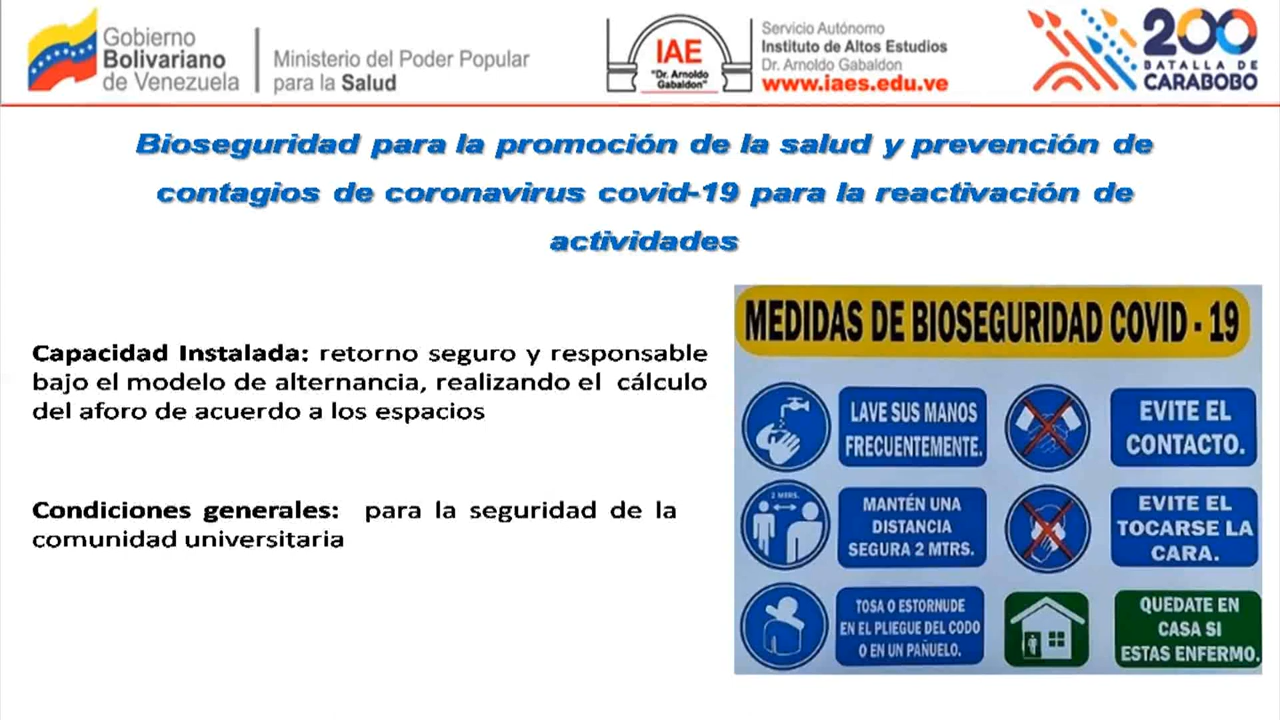 Gobierno
Bolivariano
de Venezuela
Ministerio del Poder Popular
para la Salud
IAE
"Dr. Arnoldo
Gabaldon"
Servicio Autónomo
Instituto de Altos Estudios
Dr. Arnoldo Gabaldon
www.iaes.edu.ve
200
BATALLA DE
CARABOBO
Bioseguridad para la promoción de la salud y prevención de
contagios de coronavirus covid-19 para la reactivación de
actividades
Capacidad Instalada: retorno seguro y responsable
bajo el modelo de alternancia, realizando el cálculo
del aforo de acuerdo a los espacios
Condiciones generales: para la seguridad de la
comunidad universitaria
MEDIDAS DE BIOSEGURIDAD COVID - 19
LAVE SUS MANOS
FRECUENTEMENTE.
EVITE EL
CONTACTO.
2 MTRS.
MANTÉN UNA
DISTANCIA
SEGURA 2 MTRS.
EVITE EL
TOCARSE LA
CARA.
TOSA O ESTORNUDE
EN EL PLIEGUE DEL CODO
O EN UN PAÑUELO.
QUEDATE EN
CASA SI
ESTAS ENFERMO.